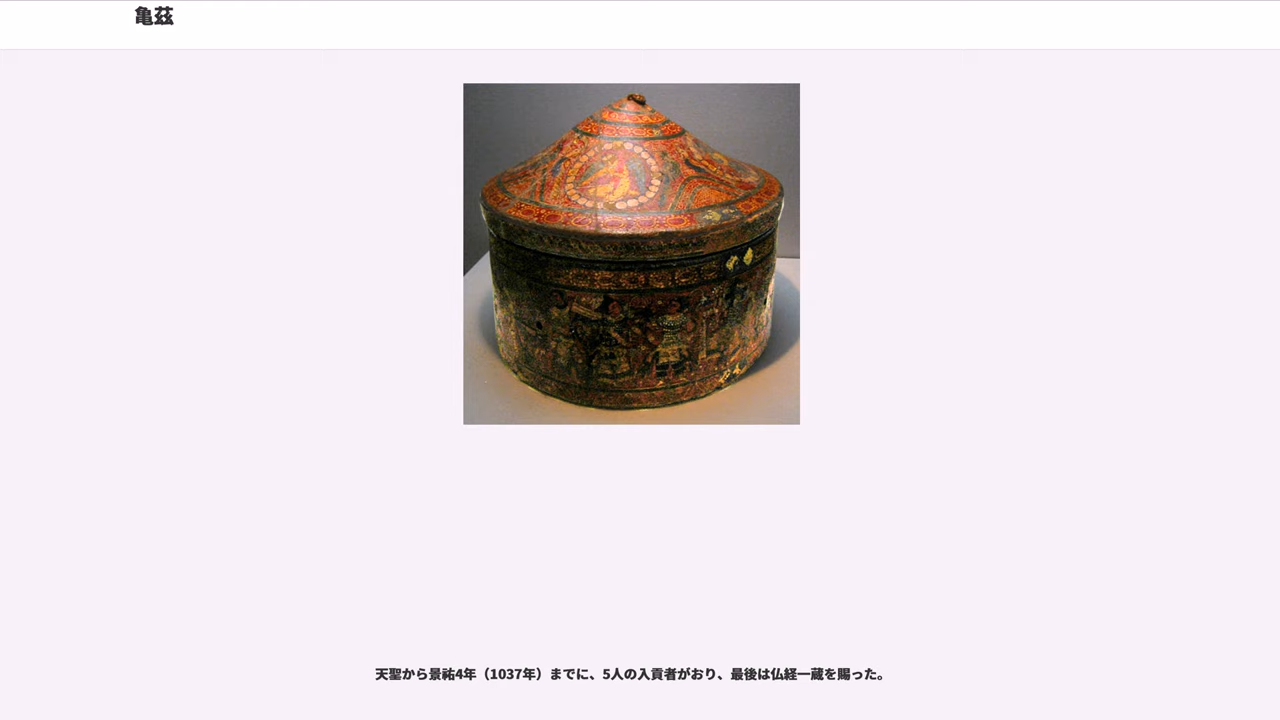 亀茲
天聖から景祐4年（1037年）までに、5人の入貢者がおり、最後は仏経一蔵を賜った。